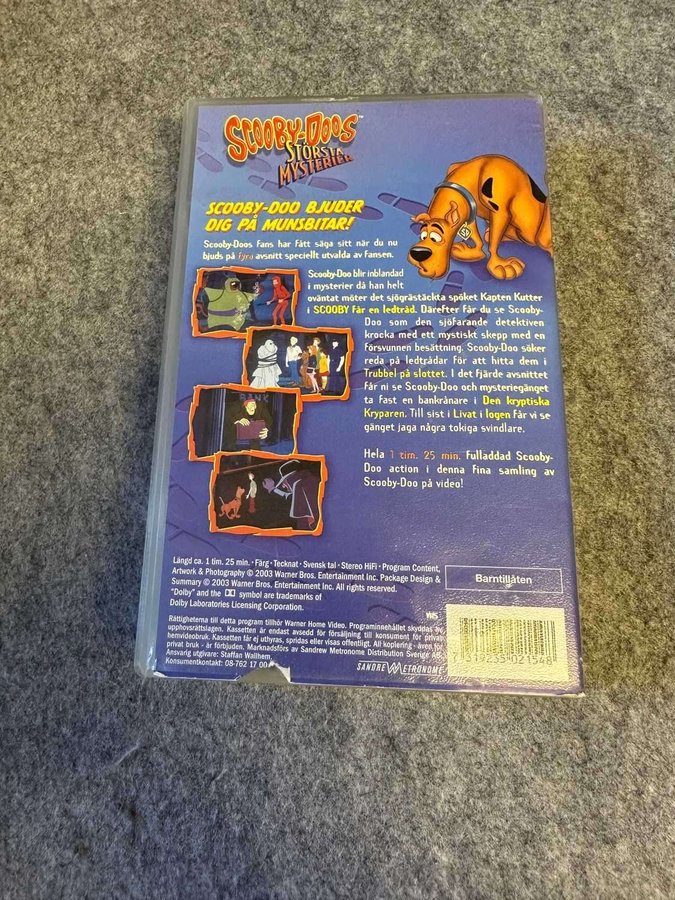 SCOOBY-DOOS™
STÖRSTA
MYSTERIER
SCOOBY-DOO BJUDER
DIG PÅ MUNSBITAR!
Scooby-Doos fans har fått säga sitt när du nu
bjuds på fyra avsnitt speciellt utvalda av fansen.
Scooby-Doo blir inblandad
i mysterier då han helt
oväntat möter det sjögrästäckta spöket Kapten Kutter
i SCOOBY får en ledtråd. Därefter får du se Scooby-
Doo som den sjöfarande detektiven
krocka med ett mystiskt skepp med en
försvunnen besättning. Scooby-Doo söker
reda på ledtrådar för att hitta dem i
Trubbel på slottet. I det fjärde avsnittet
får ni se Scooby-Doo och mysteriegänget
ta fast en bankrånare i Den kryptiska
Kryparen. Till sist i Livat i logen får vi se
gänget jaga några tokiga svindlare.
Hela 1 tim. 25 min. fulladdad Scooby-
Doo action i denna fina samling av
Scooby-Doo på video!
SD
BANK
Längd ca. 1 tim. 25 min. · Färg · Tecknat · Svensk tal · Stereo HiFi · Program Content,
Artwork & Photography © 2003 Warner Bros. Entertainment Inc. Package Design &
Summary © 2003 Warner Bros. Entertainment Inc. All rights reserved.
"Dolby" and the symbol are trademarks of
Dolby Laboratories Licensing Corporation.
Barntillåten
VHS
Rättigheterna till detta program tillhör Warner Home Video. Programinnehållet skyddas av
upphovsrättslagen. Kassetten är endast avsedd för försäljning till konsument för privat
hemvideobruk. Kassetten får ej uthyras, spridas eller visas offentligt. All kopiering - även för
privat bruk - är förbjuden. Marknadsförs av Sandrew Metronome Distribution Sverige AB.
Ansvarig utgivare: Staffan Wallhem.
Konsumentkontakt: 08-762 17 00
SANDREW METRONOME
7 319233 021548